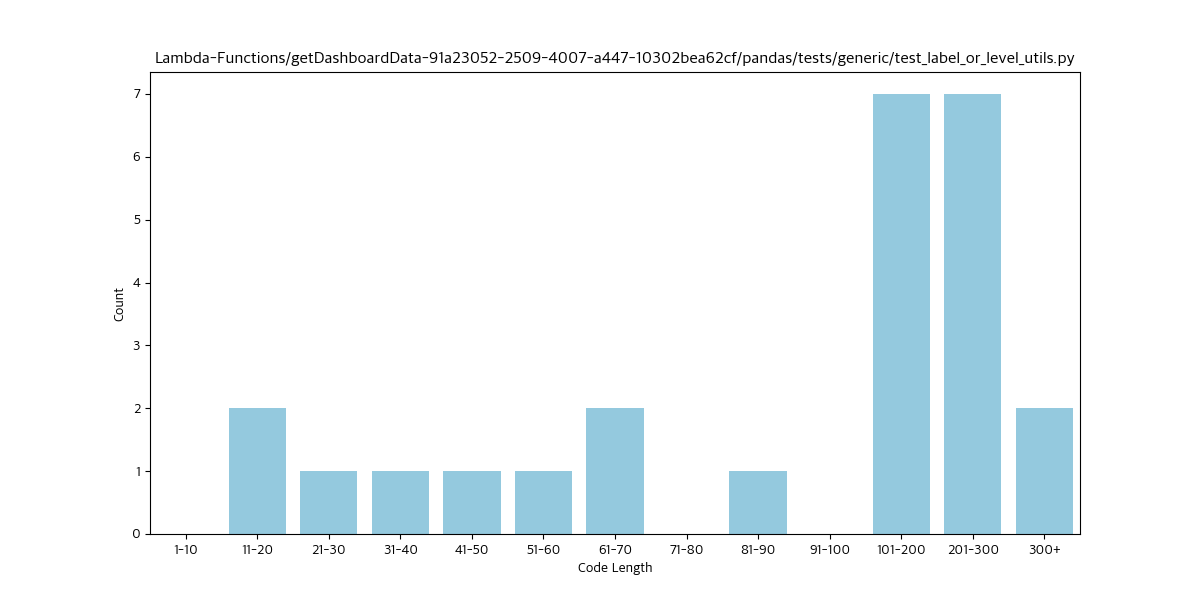 Lambda-Functions/getDashboardData-91a23052-2509-4007-a447-10302bea62cf/pandas/tests/generic/test_label_or_level_utils.py
7
6
5
4
3
2
1
0
Count
1-10 11-20 21-30 31-40 41-50 51-60 61-70 71-80 81-90 91-100 101-200 201-300 300+
Code Length